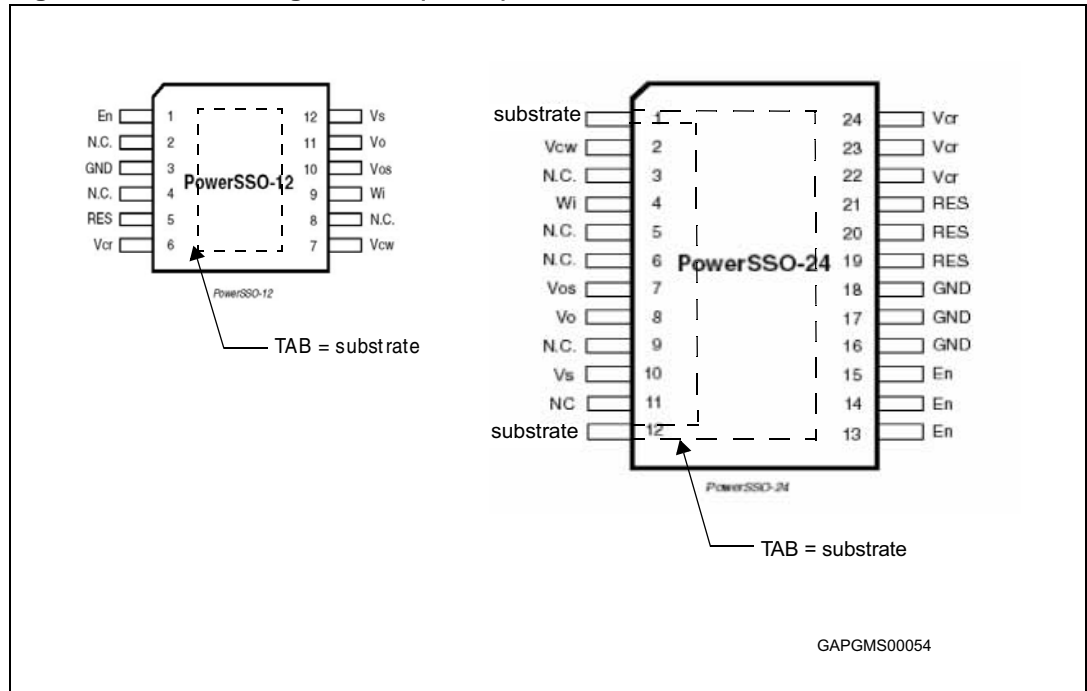 En 1 12 Vs
N.C. 2 11 Vo
GND 3 10 Vos
PowerSSO-12
N.C. 4 9 Wi
RES 5 8 N.C.
Vcr 6 7 Vcw
PowerSSO-12
TAB = substrate
substrate 1 24 Vcr
Vcw 2 23 Vcr
N.C. 3 22 Vcr
Wi 4 21 RES
N.C. 5 20 RES
N.C. 6 PowerSSO-24 19 RES
Vos 7 18 GND
Vo 8 17 GND
N.C. 9 16 GND
Vs 10 15 En
NC 11 14 En
substrate 12 13 En
PowerSSO-24
TAB = substrate
GAPGMS00054